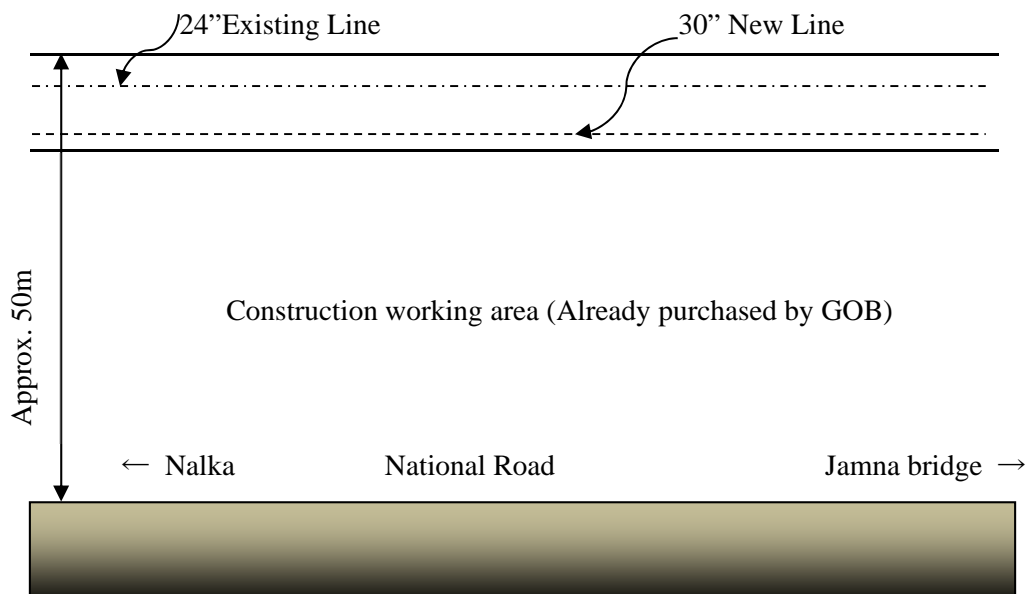 24”Existing Line
30” New Line
Approx. 50m
Construction working area (Already purchased by GOB)
← Nalka
National Road
Jamna bridge →